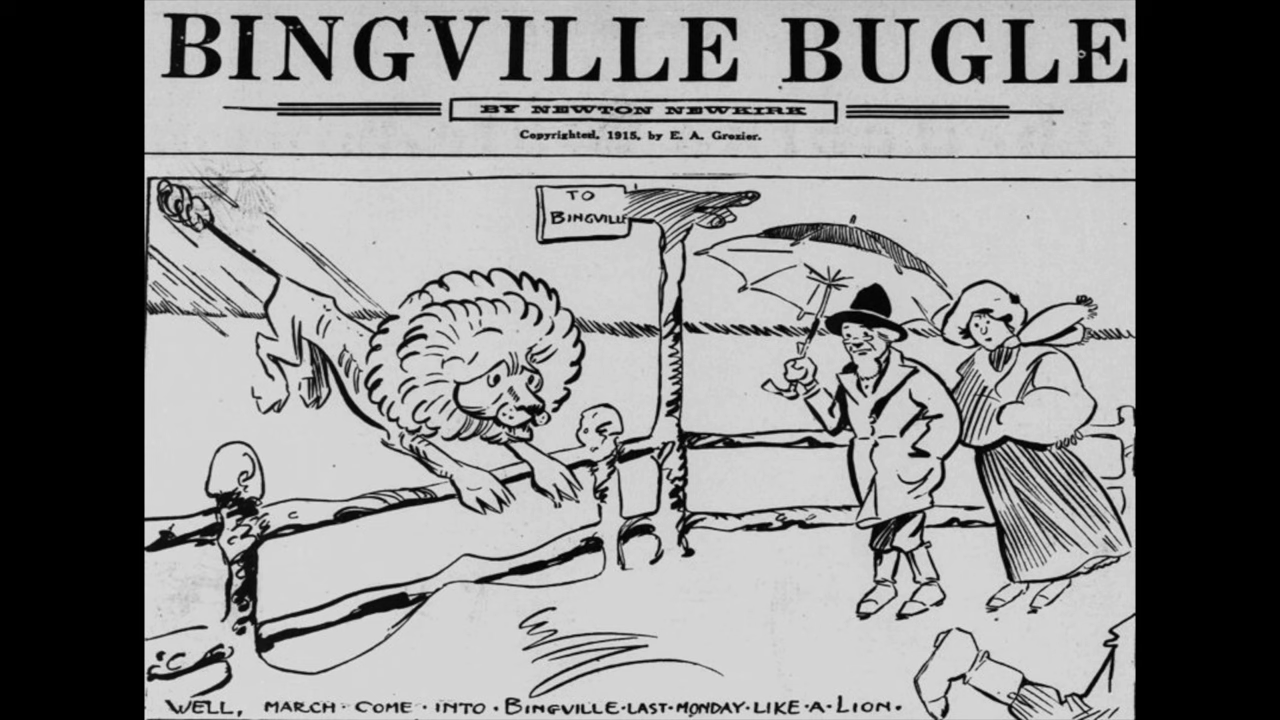 BINGVILLE BUGLE
BY NEWTON NEWKIRK
Copyrighted, 1915, by E. A. Grozier.
TO
BINGVILLE
WELL, MARCH·COME·INTO·BINGVILLE·LAST·MONDAY·LIKE·A·LION.